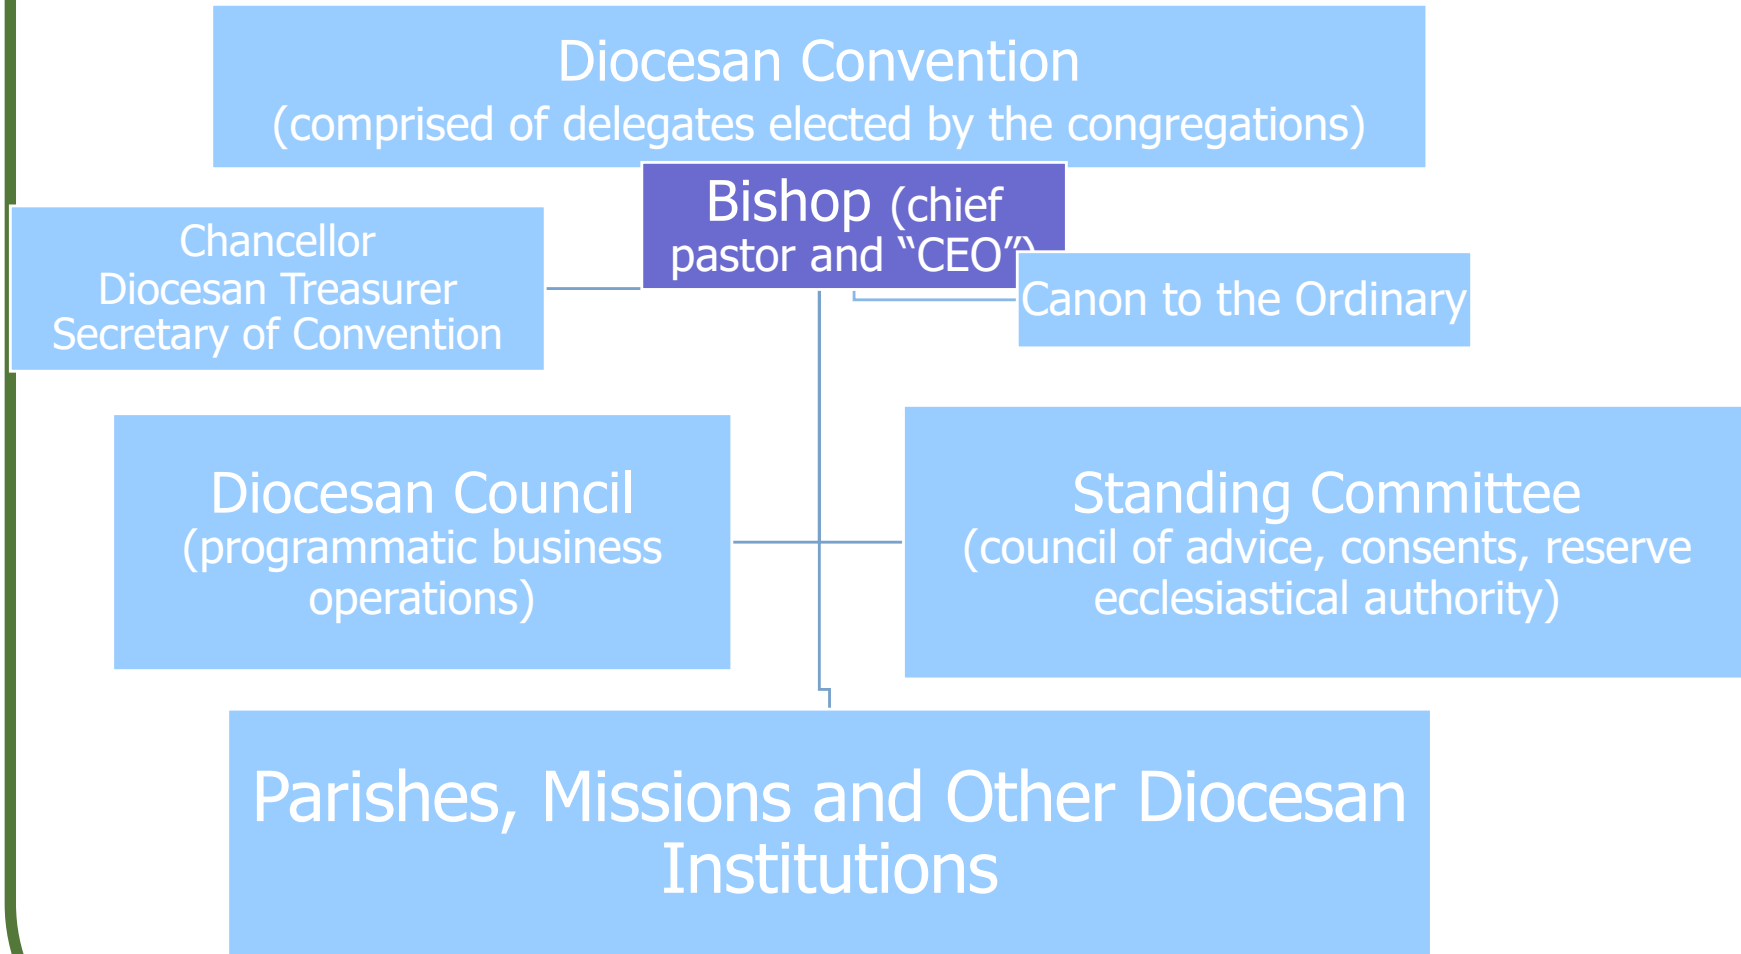 Diocesan Convention
(comprised of delegates elected by the congregations)
Bishop (chief
pastor and “CEO”)
Chancellor
Diocesan Treasurer
Secretary of Convention
Canon to the Ordinary
Diocesan Council
(programmatic business
operations)
Standing Committee
(council of advice, consents, reserve
ecclesiastical authority)
Parishes, Missions and Other Diocesan
Institutions